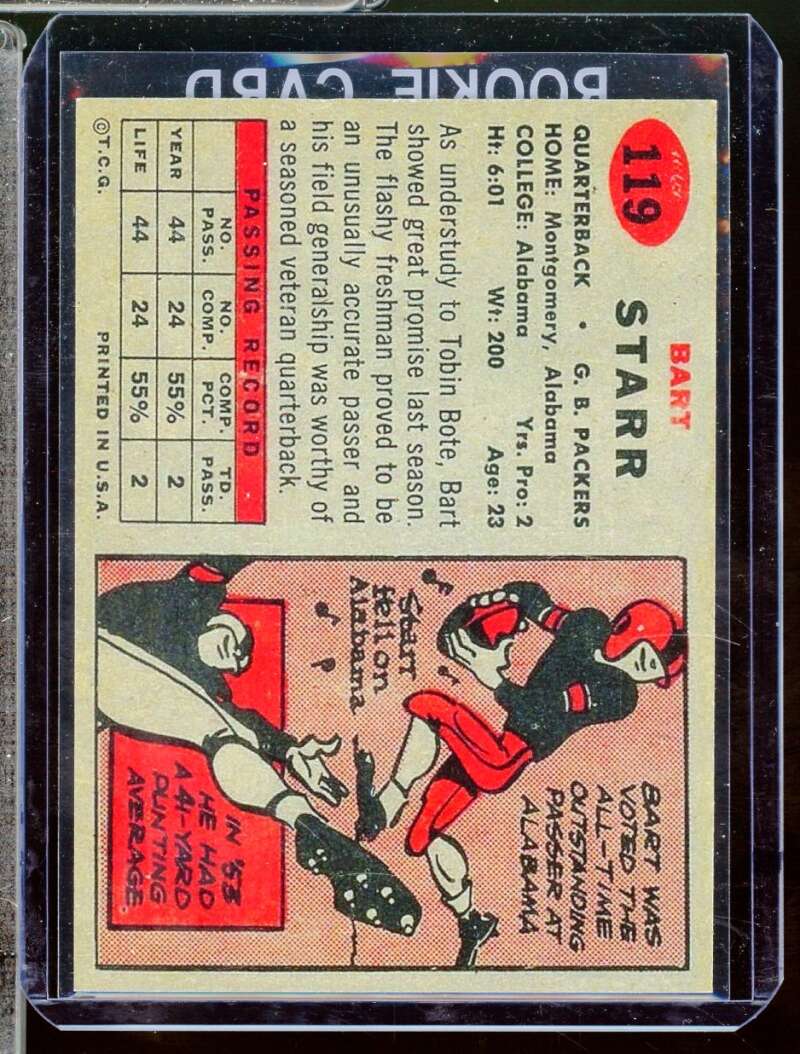 ROOKIE CARD
119
BART
STARR
QUARTERBACK • G. B. PACKERS
HOME: Montgomery, Alabama
COLLEGE: Alabama Yrs. Pro: 2
Ht: 6:01 Wt: 200 Age: 23
As understudy to Tobin Bote, Bart
showed great promise last season.
The flashy freshman proved to be
an unusually accurate passer and
his field generalship was worthy of
a seasoned veteran quarterback.
PASSING RECORD
NO. PASS. NO. COMP. COMP. PCT. TD. PASS.
YEAR 44 24 55% 2
LIFE 44 24 55% 2
©T.C.G. PRINTED IN U.S.A.
BART WAS
VOTED THE
ALL-TIME
OUTSTANDING
PASSER AT
ALABAMA
Starr
Fell on
Alabama
IN '53
HE HAD
A 41-YARD
PUNTING
AVERAGE